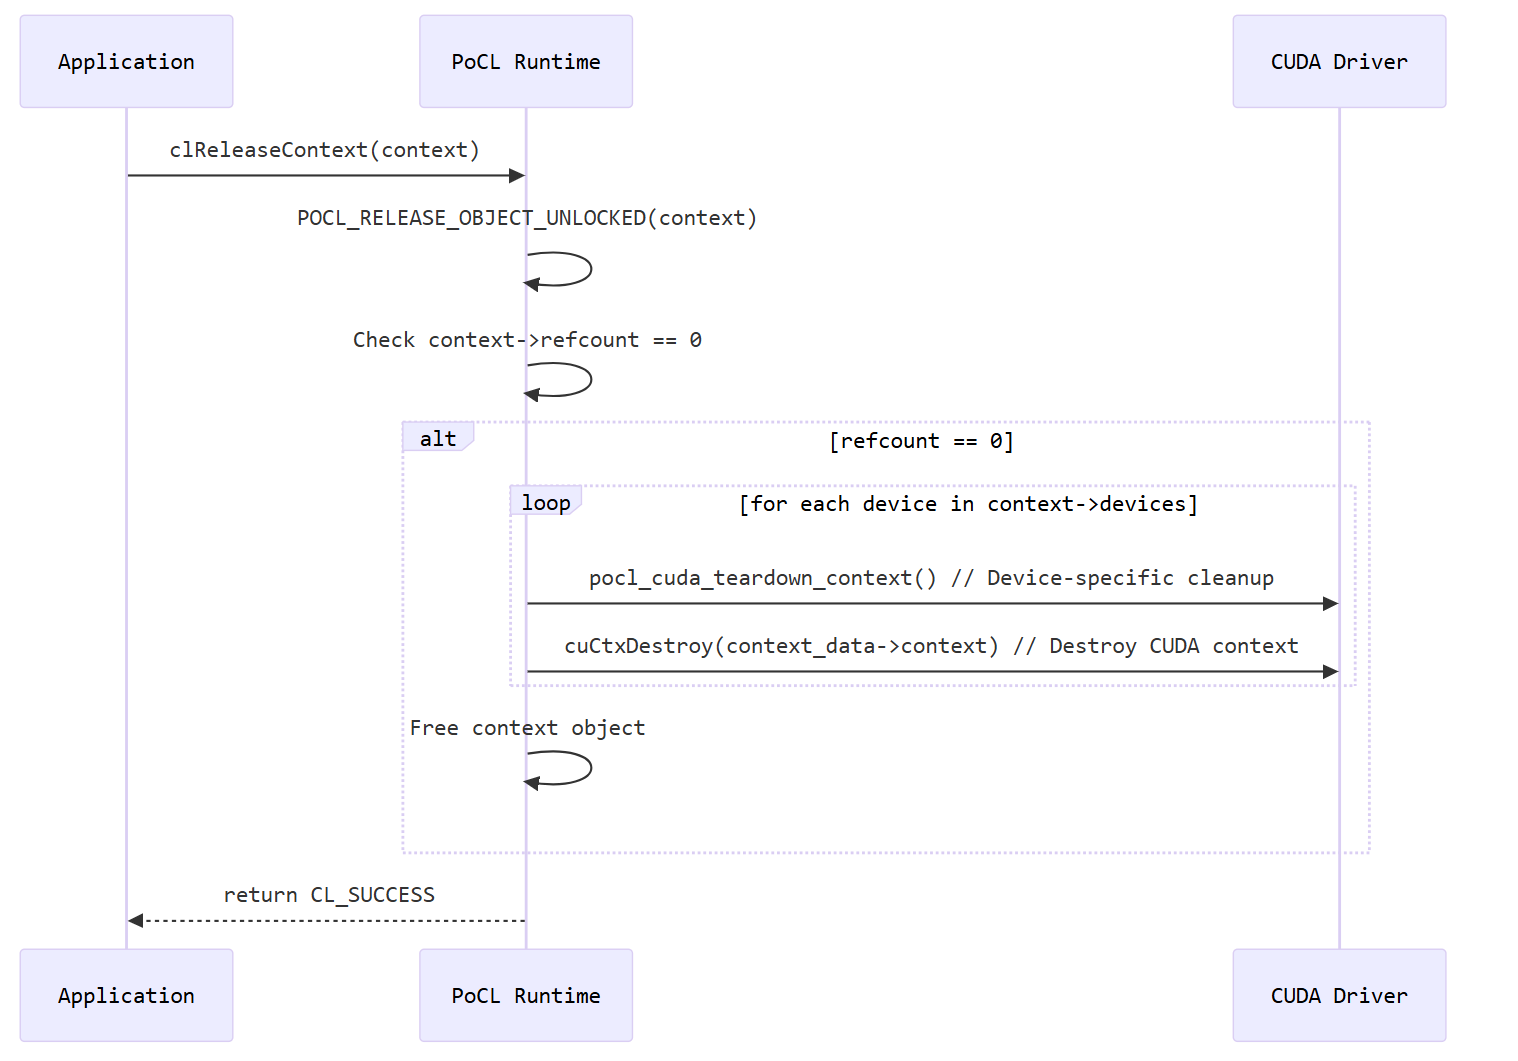 Application
PoCL Runtime
CUDA Driver
clReleaseContext(context)
POCL_RELEASE_OBJECT_UNLOCKED(context)
Check context->refcount == 0
alt
[refcount == 0]
loop
[for each device in context->devices]
pocl_cuda_teardown_context() // Device-specific cleanup
cuCtxDestroy(context_data->context) // Destroy CUDA context
Free context object
return CL_SUCCESS
Application
PoCL Runtime
CUDA Driver